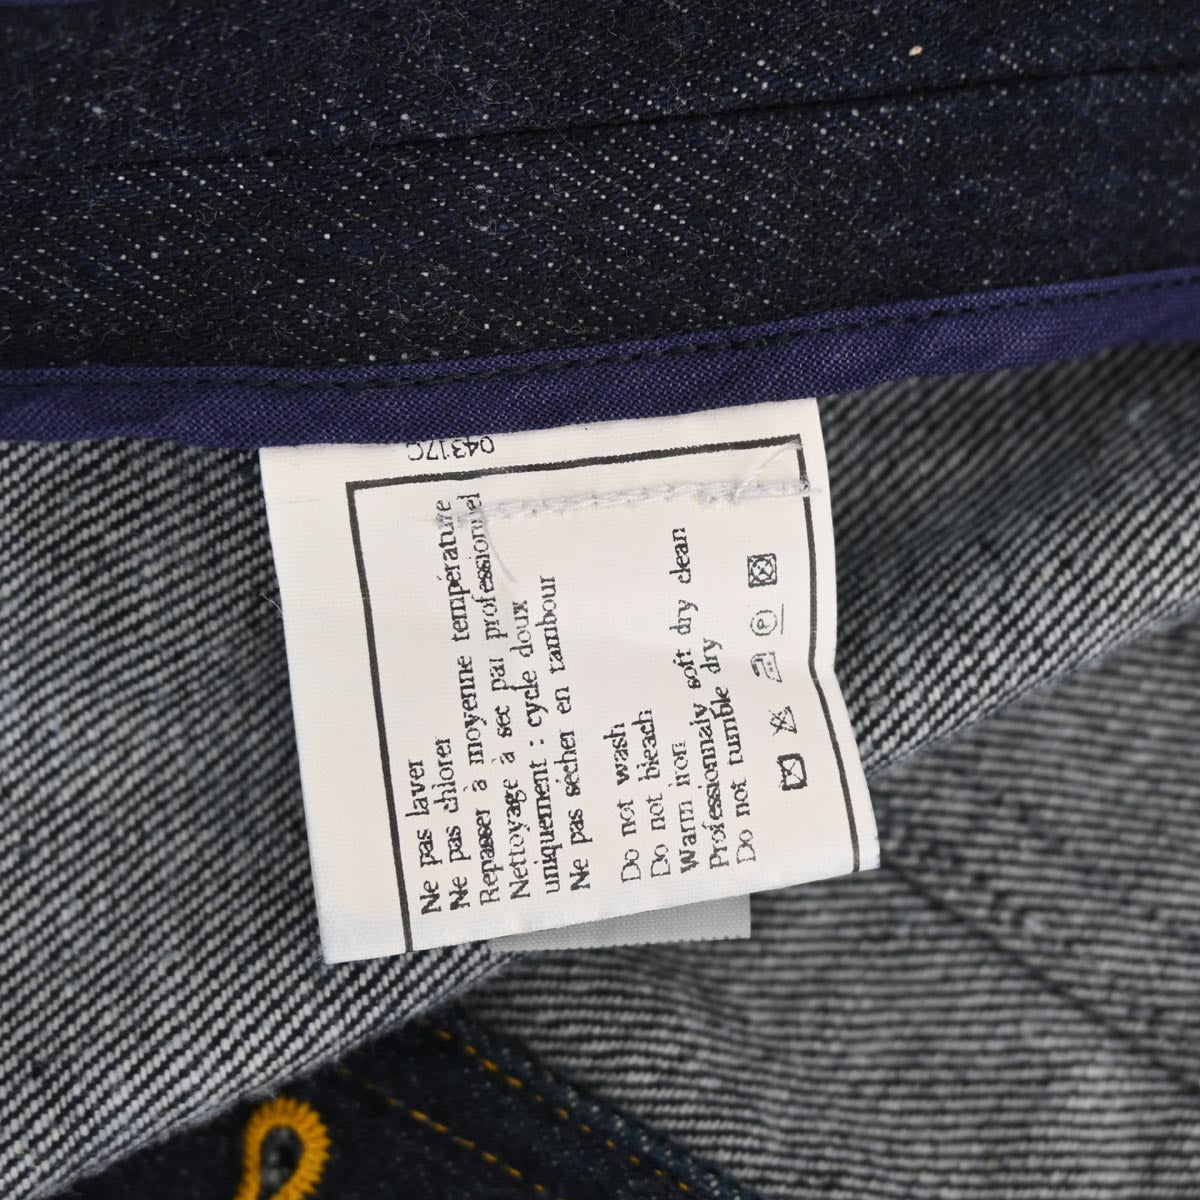 04317C
Ne pas laver
Ne pas chlorer
Repasser à moyenne température
Nettoyage à sec par professionnel
uniquement : cycle doux
Ne pas sécher en tambour
Do not wash
Do not bleach
Warm iron
Professionnaly soft dry clean
Do not tumble dry
P